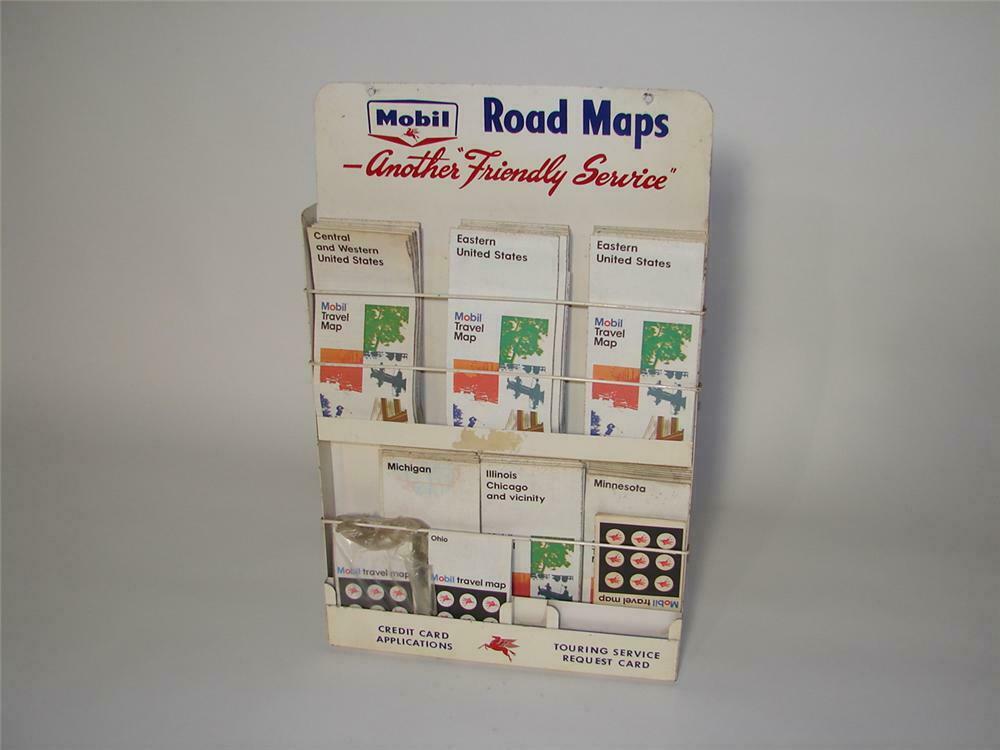 Mobil
Road Maps
—Another "Friendly Service"
Central
and Western
United States
Mobil
Travel
Map
Eastern
United States
Mobil
Travel
Map
Eastern
United States
Mobil
Travel
Map
Michigan
Illinois
Chicago
and vicinity
Minnesota
Mobil travel map
Ohio
Mobil travel map
Mobil travel map
CREDIT CARD
APPLICATIONS
TOURING SERVICE
REQUEST CARD